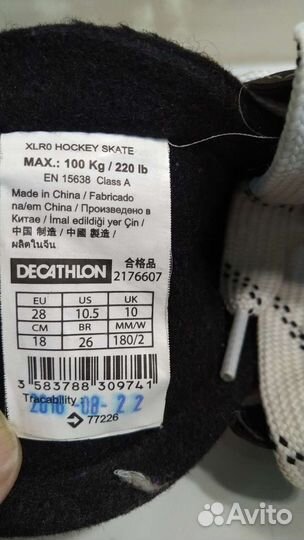 XLR0 HOCKEY SKATE
MAX.: 100 Kg / 220 lb
EN 15638 Class A
Made in China / Fabricado
na/em China / Произведено в
Китае / İmal edildiği yer Çin /
中国 制造 / 中國 製造 /
ผลิตในจีน
DECATHLON 合格品
2176607
EU US UK
28 10.5 10
CM BR MM/W
18 26 180/2
3 583788 309741
Tracability :
2016-08-22
77226
Avito